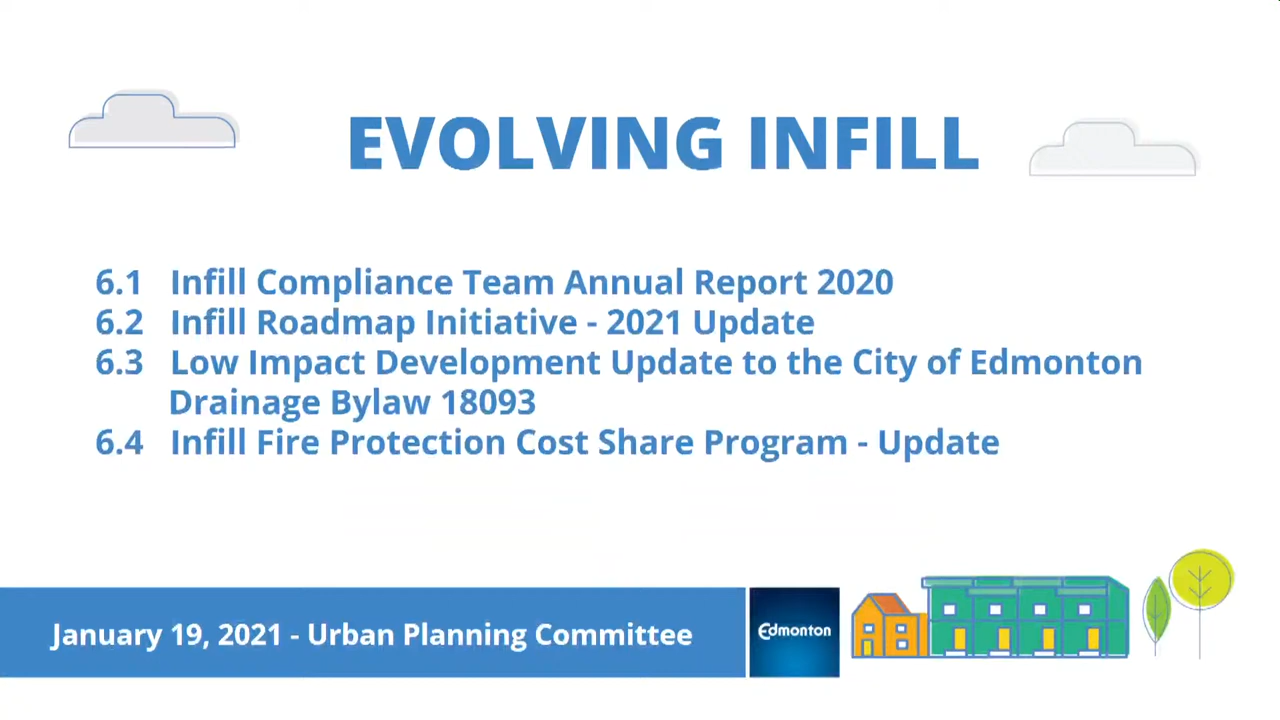 EVOLVING INFILL
6.1 Infill Compliance Team Annual Report 2020
6.2 Infill Roadmap Initiative - 2021 Update
6.3 Low Impact Development Update to the City of Edmonton
Drainage Bylaw 18093
6.4 Infill Fire Protection Cost Share Program - Update
January 19, 2021 - Urban Planning Committee
Edmonton